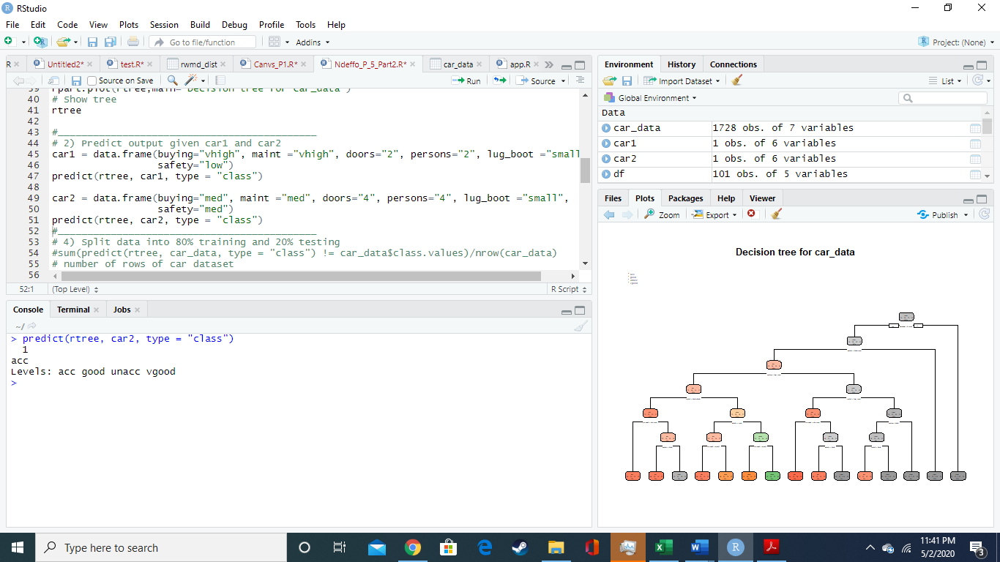 RStudio
File Edit Code View Plots Session Build Debug Profile Tools Help
Go to file/function Addins Project: (None)
R Untitled2* test.R* rwmd_dist Canvs_P1.R* Ndeffo_P_5_Part2.R* car_data app.R
Source on Save Run Source
39 rpart.plot(rtree,main="Decision tree for car_data")
40 # Show tree
41 rtree
42
43 #____________________________________________
44 # 2) Predict output given car1 and car2
45 car1 = data.frame(buying="vhigh", maint ="vhigh", doors="2", persons="2", lug_boot ="small
46 safety="low")
47 predict(rtree, car1, type = "class")
48
49 car2 = data.frame(buying="med", maint ="med", doors="4", persons="4", lug_boot ="small",
50 safety="med")
51 predict(rtree, car2, type = "class")
52 #____________________________________________
53 # 4) Split data into 80% training and 20% testing
54 #sum(predict(rtree, car_data, type = "class") != car_data$class.values)/nrow(car_data)
55 # number of rows of car dataset
56
52:1 (Top Level) R Script
Console Terminal Jobs
~/
> predict(rtree, car2, type = "class")
1
acc
Levels: acc good unacc vgood
>
Environment History Connections
Import Dataset List
Global Environment
Data
car_data 1728 obs. of 7 variables
car1 1 obs. of 6 variables
car2 1 obs. of 6 variables
df 101 obs. of 5 variables
Files Plots Packages Help Viewer
Zoom Export Publish
Decision tree for car_data
Type here to search
11:41 PM
5/2/2020
3